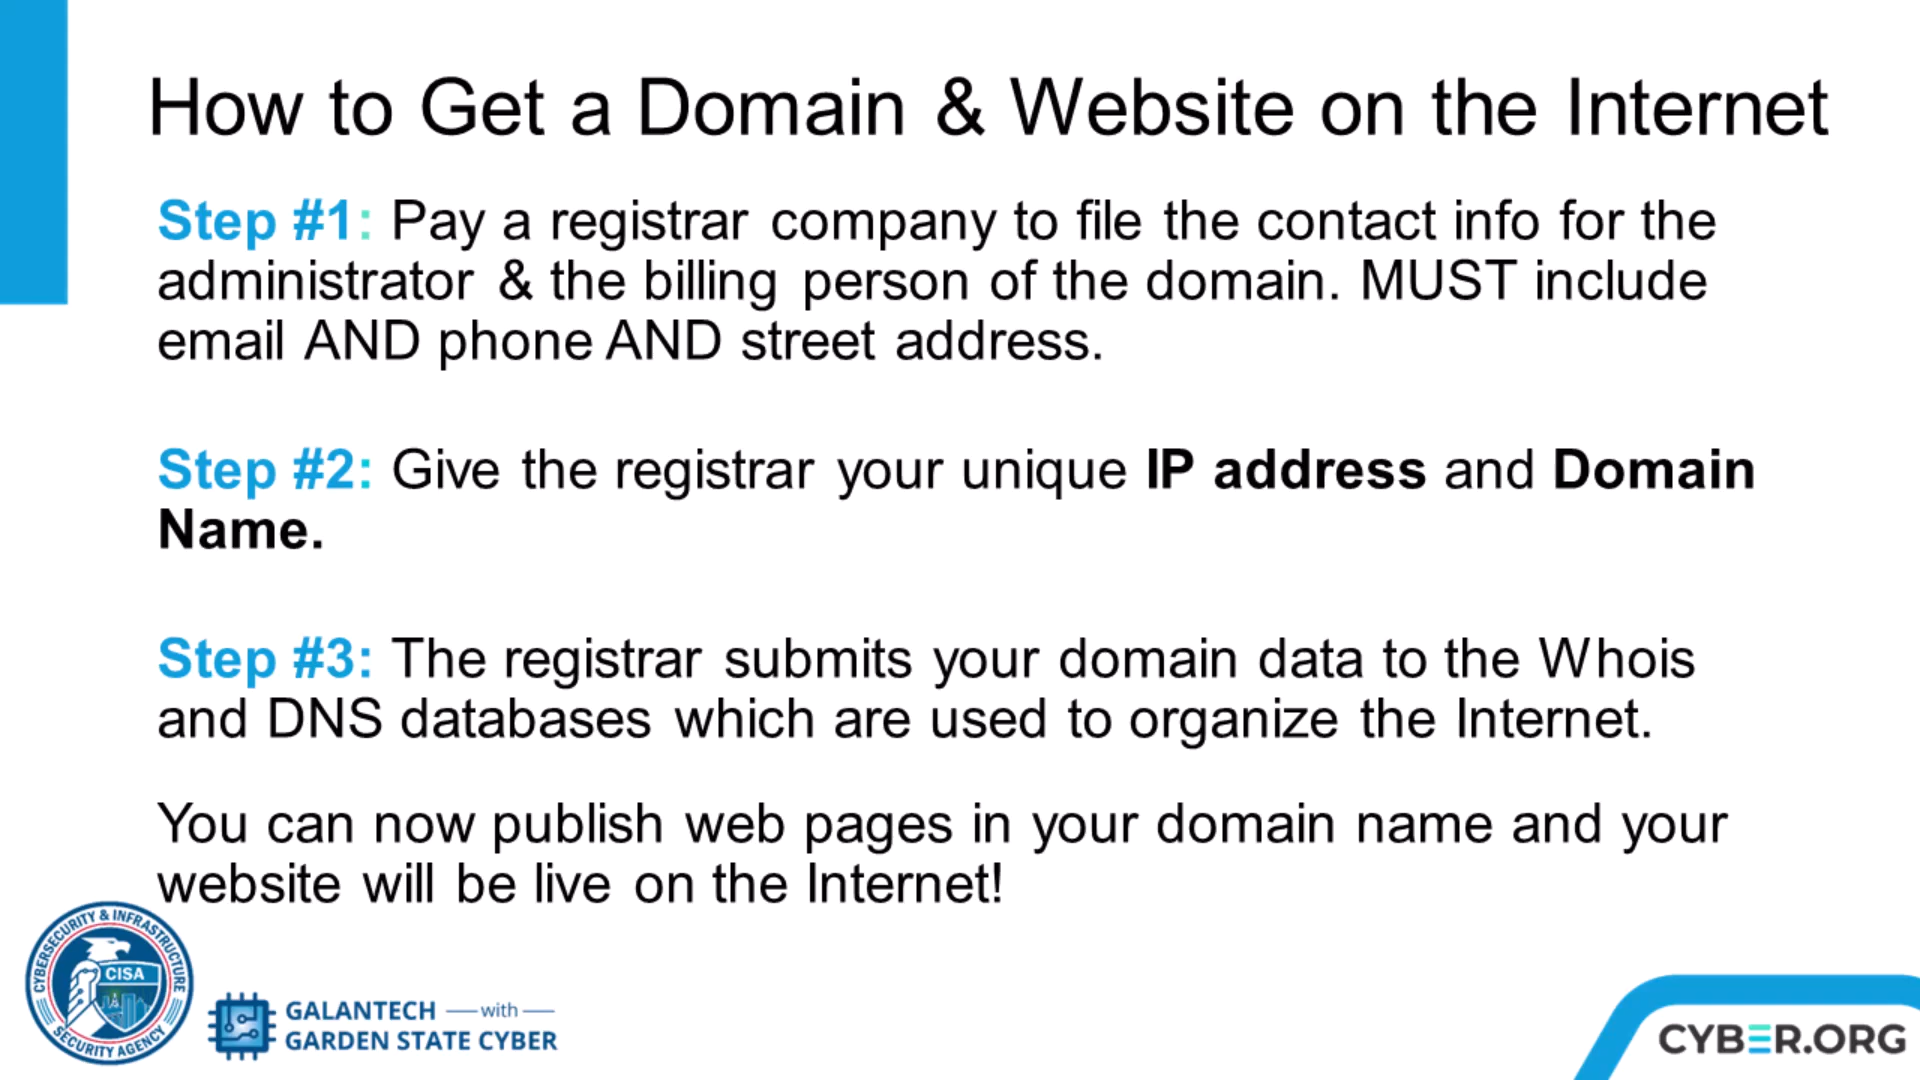 How to Get a Domain & Website on the Internet
Step #1: Pay a registrar company to file the contact info for the
administrator & the billing person of the domain. MUST include
email AND phone AND street address.
Step #2: Give the registrar your unique IP address and Domain
Name.
Step #3: The registrar submits your domain data to the Whois
and DNS databases which are used to organize the Internet.
You can now publish web pages in your domain name and your
website will be live on the Internet!
CYBERSECURITY & INFRASTRUCTURE
CISA
SECURITY AGENCY
GALANTECH —with—
GARDEN STATE CYBER
CYBER.ORG